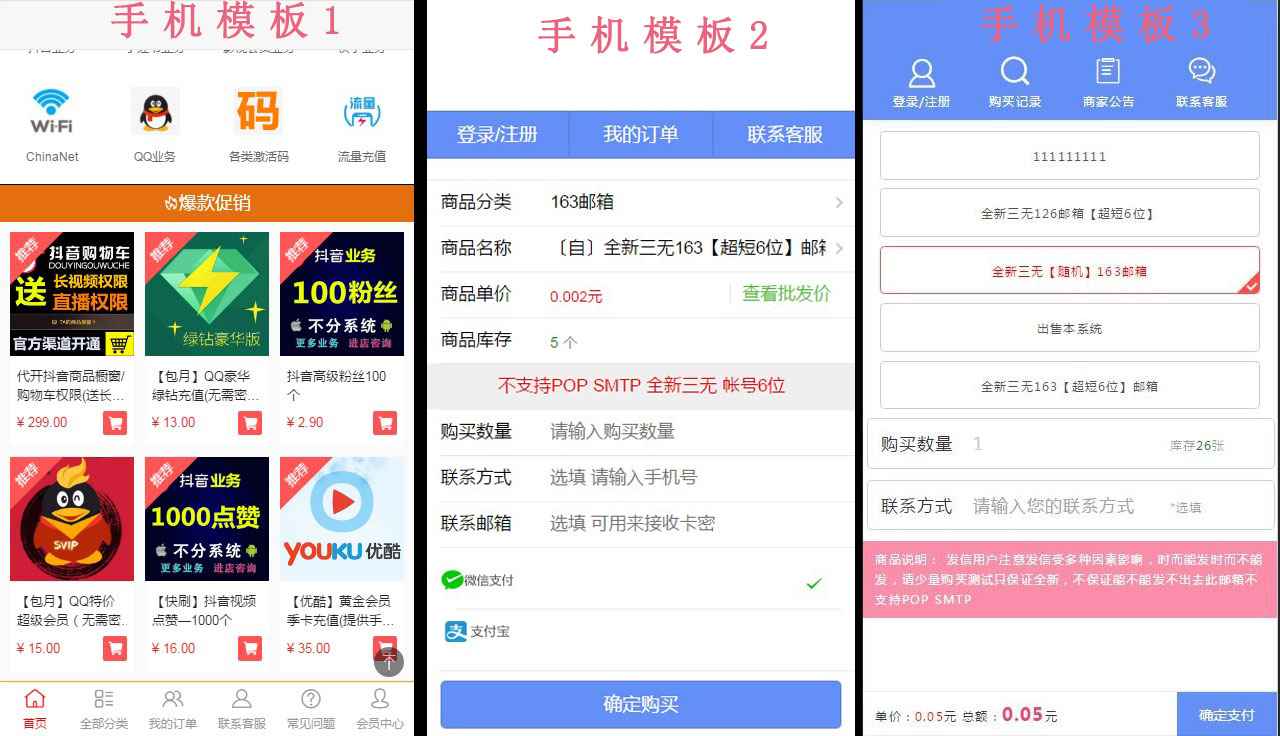 手机模板1
Wi-Fi
码
流量
ChinaNet
QQ业务
各类激活码
流量充值
爆款促销
推荐
抖音购物车
DOUYINGOUWUCHE
送
长视频权限
直播权限
官方渠道开通
推荐
绿钻豪华版
推荐
抖音业务
100粉丝
不分系统
更多业务 进店咨询
代开抖音商品橱窗/
购物车权限(送长...
¥ 299.00
【包月】QQ豪华
绿钻充值(无需密...
¥ 13.00
抖音高级粉丝100
个
¥ 2.90
推荐
SVIP
推荐
抖音业务
1000点赞
不分系统
更多业务 进店咨询
推荐
YOUKU优酷
【包月】QQ特价
超级会员（无需密.
¥ 15.00
【快刷】抖音视频
点赞—1000个
¥ 16.00
【优酷】黄金会员
季卡充值(提供手...
¥ 35.00
首页
全部分类
我的订单
联系客服
常见问题
会员中心
手机模板2
登录/注册
我的订单
联系客服
商品分类 163邮箱
商品名称 〔自〕全新三无163【超短6位】邮箱
商品单价 0.002元 查看批发价
商品库存 5 个
不支持POP SMTP 全新三无 帐号6位
购买数量 请输入购买数量
联系方式 选填 请输入手机号
联系邮箱 选填 可用来接收卡密
微信支付
支 支付宝
确定购买
手机模板3
登录/注册
购买记录
商家公告
联系客服
111111111
全新三无126邮箱【超短6位】
全新三无【随机】163邮箱
出售本系统
全新三无163【超短6位】邮箱
购买数量 1 库存26张
联系方式 请输入您的联系方式 *选填
商品说明： 发信用户注意发信受多种因素影响，时而能发时而不能
发，请少量购买测试只保证全新，不保证能不能发不出去此邮箱不
支持POP SMTP
单价：0.05元 总额：0.05元
确定支付